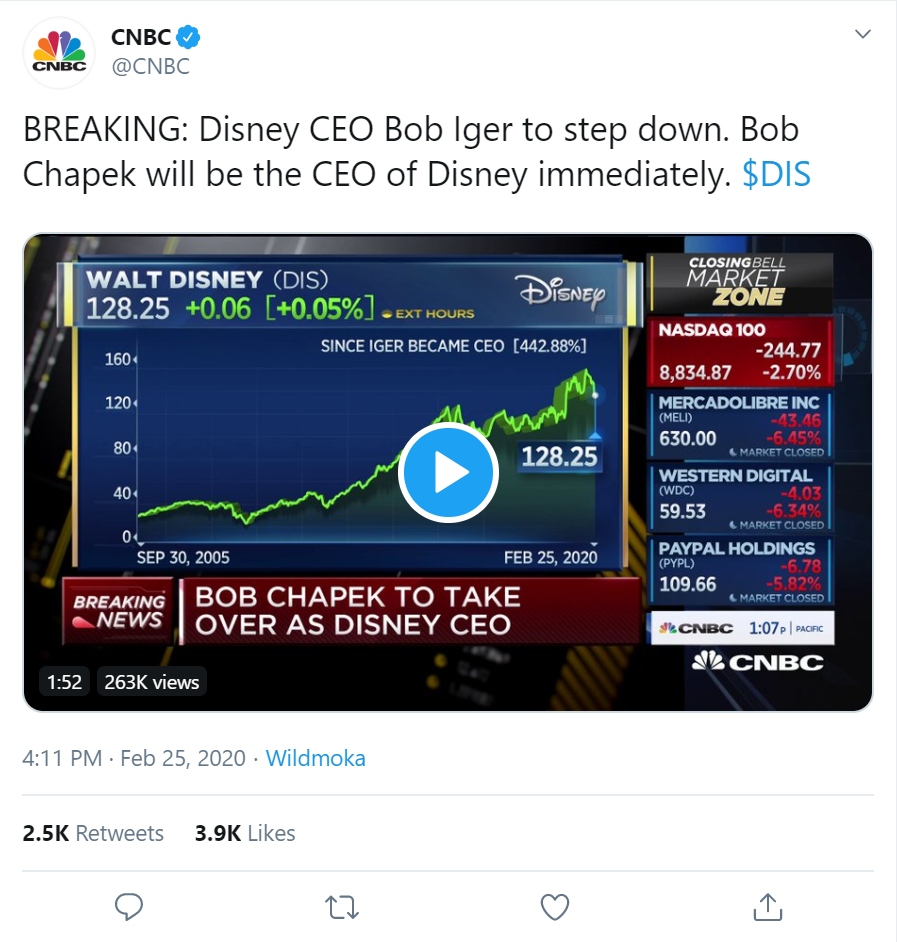 CNBC
CNBC
@CNBC
BREAKING: Disney CEO Bob Iger to step down. Bob
Chapek will be the CEO of Disney immediately. $DIS
WALT DISNEY (DIS)
128.25 +0.06 [+0.05%] EXT HOURS
DISNEY
SINCE IGER BECAME CEO [442.88%]
160
120
80
40
0
128.25
SEP 30, 2005 FEB 25, 2020
BREAKING
NEWS
BOB CHAPEK TO TAKE
OVER AS DISNEY CEO
CLOSING BELL
MARKET
ZONE
NASDAQ 100
-244.77
8,834.87 -2.70%
MERCADOLIBRE INC
(MELI) -43.46
630.00 -6.45%
MARKET CLOSED
WESTERN DIGITAL
(WDC) -4.03
59.53 -6.34%
MARKET CLOSED
PAYPAL HOLDINGS
(PYPL) -6.78
109.66 -5.82%
MARKET CLOSED
CNBC 1:07P | PACIFIC
CNBC
1:52 263K views
4:11 PM · Feb 25, 2020 · Wildmoka
2.5K Retweets 3.9K Likes